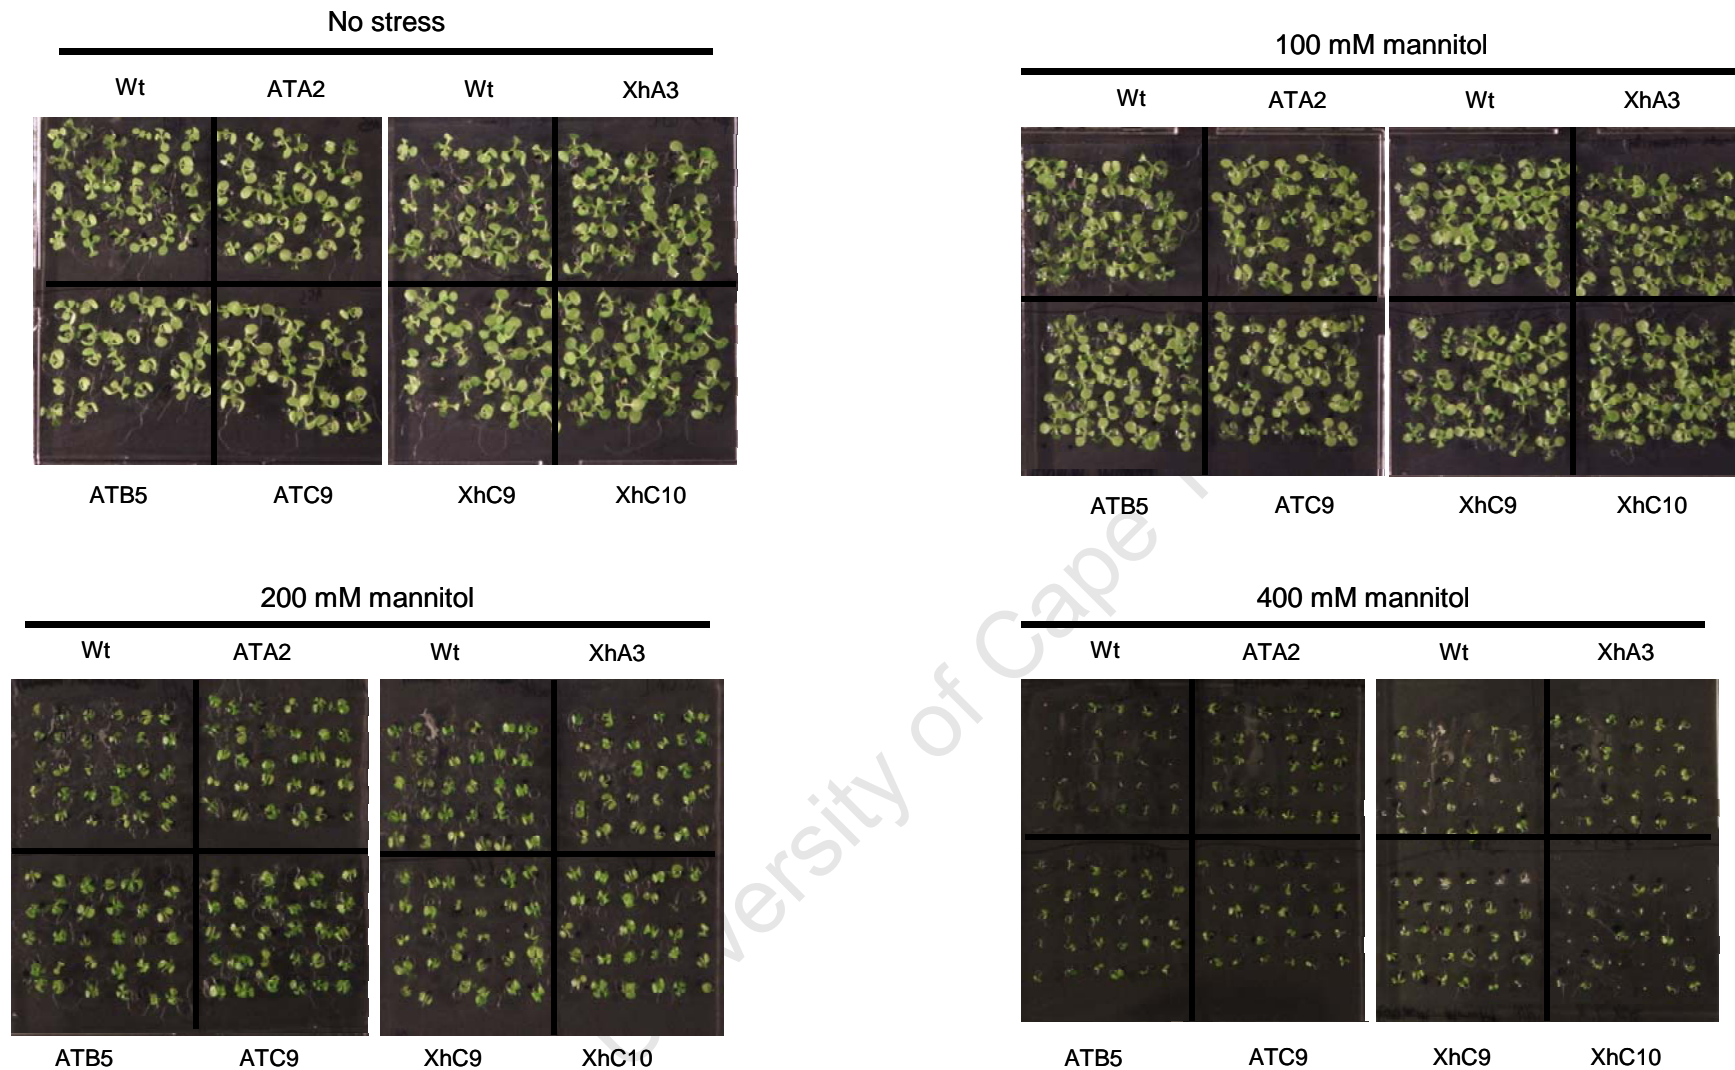 No stress
Wt ATA2 Wt XhA3
ATB5 ATC9 XhC9 XhC10
100 mM mannitol
Wt ATA2 Wt XhA3
ATB5 ATC9 XhC9 XhC10
200 mM mannitol
Wt ATA2 Wt XhA3
ATB5 ATC9 XhC9 XhC10
400 mM mannitol
Wt ATA2 Wt XhA3
ATB5 ATC9 XhC9 XhC10
of Cape